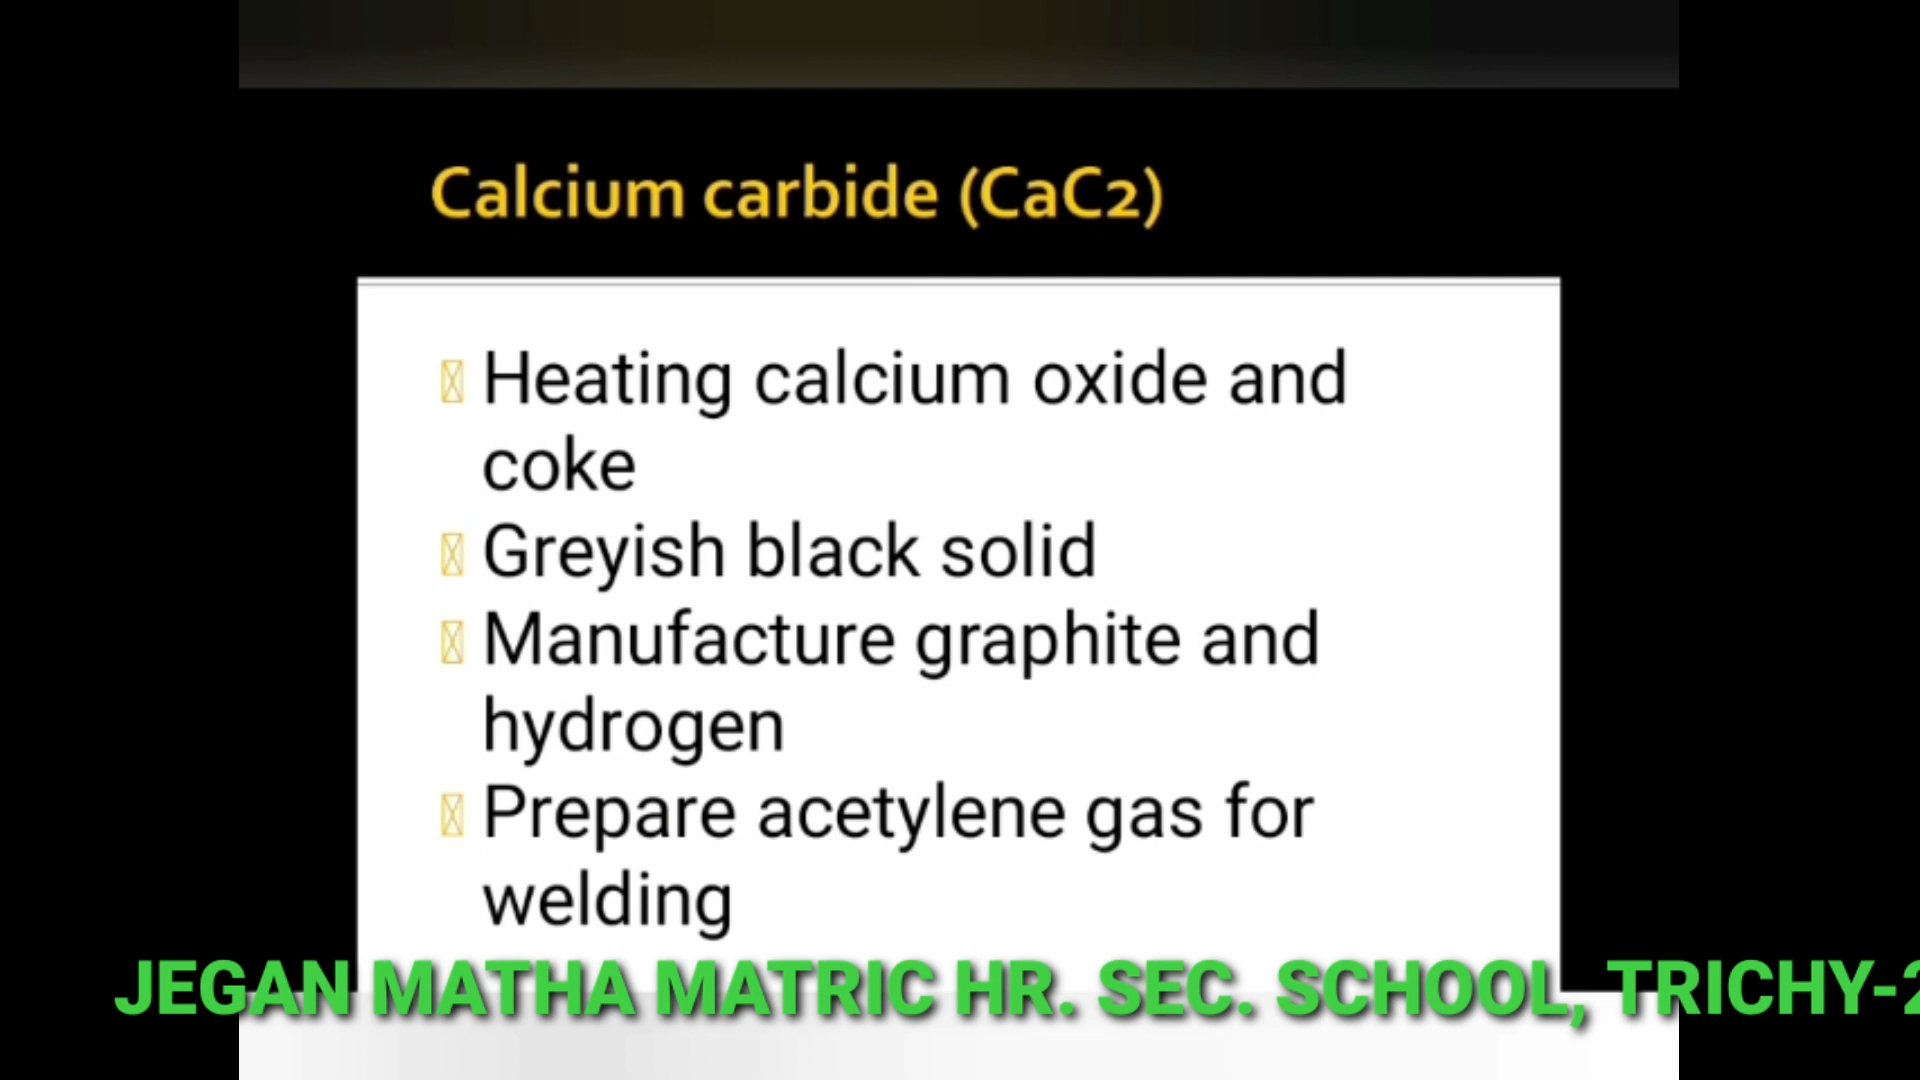 Calcium carbide (CaC2)
Heating calcium oxide and
coke
Greyish black solid
Manufacture graphite and
hydrogen
Prepare acetylene gas for
welding
JEGAN MATHA MATRIC HR. SEC. SCHOOL, TRICHY-2